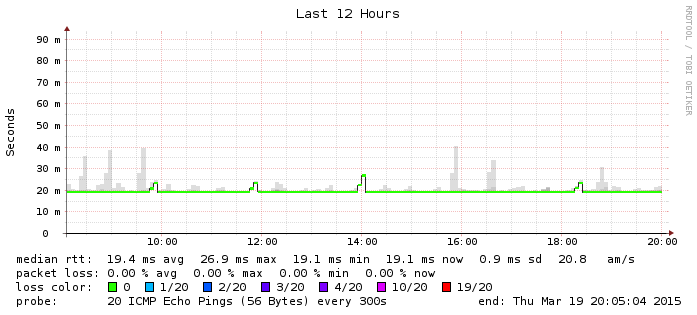 Last 12 Hours
RRDTOOL / TOBI OETIKER
Seconds
90 m
80 m
70 m
60 m
50 m
40 m
30 m
20 m
10 m
0
10:00 12:00 14:00 16:00 18:00 20:00
median rtt: 19.4 ms avg 26.9 ms max 19.1 ms min 19.1 ms now 0.9 ms sd 20.8 am/s
packet loss: 0.00 % avg 0.00 % max 0.00 % min 0.00 % now
loss color: 0 1/20 2/20 3/20 4/20 10/20 19/20
probe: 20 ICMP Echo Pings (56 Bytes) every 300s end: Thu Mar 19 20:05:04 2015